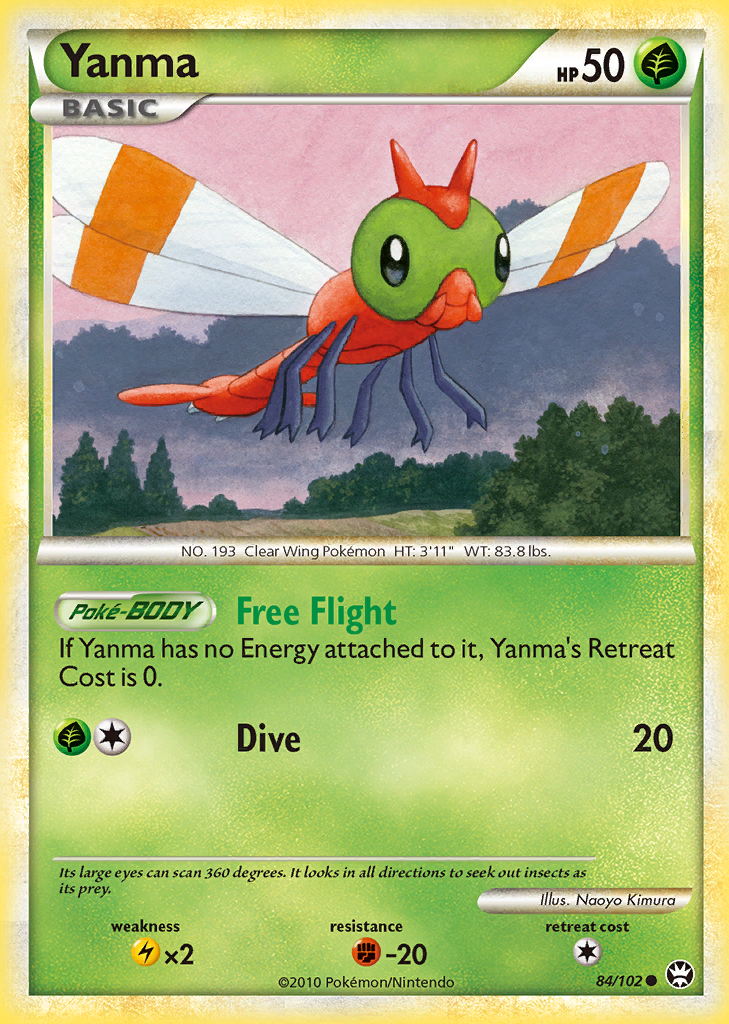 Yanma
HP 50
BASIC
NO. 193 Clear Wing Pokémon HT: 3'11" WT: 83.8 lbs.
Poké-BODY Free Flight
If Yanma has no Energy attached to it, Yanma's Retreat
Cost is 0.
Dive 20
Its large eyes can scan 360 degrees. It looks in all directions to seek out insects as
its prey.
Illus. Naoyo Kimura
weakness resistance retreat cost
×2 -20
84/102
©2010 Pokémon/Nintendo